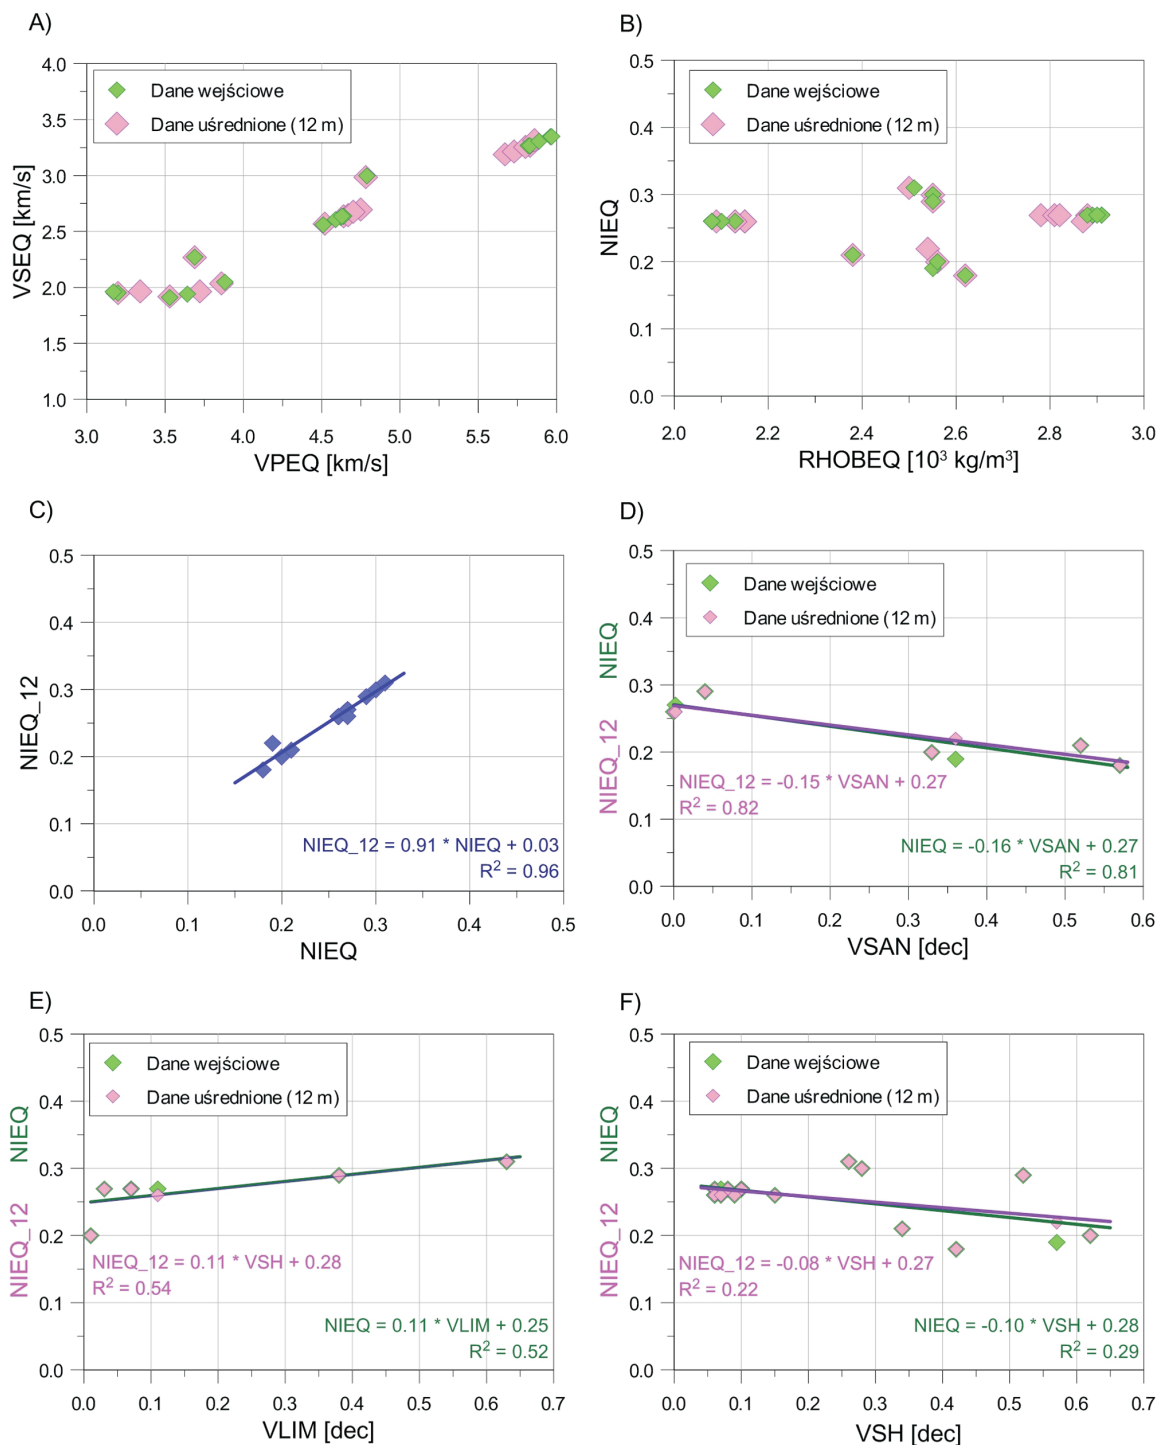 A)
4.0
3.5
3.0
2.5
2.0
1.5
1.0
VSEQ [km/s]
Dane wejściowe
Dane uśrednione (12 m)
3.0 3.5 4.0 4.5 5.0 5.5 6.0
VPEQ [km/s]
B)
0.5
0.4
0.3
0.2
0.1
0.0
NIEQ
Dane wejściowe
Dane uśrednione (12 m)
2.0 2.2 2.4 2.6 2.8 3.0
RHOBEQ [10³ kg/m³]
C)
0.5
0.4
0.3
0.2
0.1
0.0
NIEQ_12
NIEQ_12 = 0.91 * NIEQ + 0.03
R² = 0.96
0.0 0.1 0.2 0.3 0.4 0.5
NIEQ
D)
0.5
0.4
0.3
0.2
0.1
0.0
NIEQ_12 NIEQ
Dane wejściowe
Dane uśrednione (12 m)
NIEQ_12 = -0.15 * VSAN + 0.27
R² = 0.82
NIEQ = -0.16 * VSAN + 0.27
R² = 0.81
0.0 0.1 0.2 0.3 0.4 0.5 0.6
VSAN [dec]
E)
0.5
0.4
0.3
0.2
0.1
0.0
NIEQ_12 NIEQ
Dane wejściowe
Dane uśrednione (12 m)
NIEQ_12 = 0.11 * VSH + 0.28
R² = 0.54
NIEQ = 0.11 * VLIM + 0.25
R² = 0.52
0.0 0.1 0.2 0.3 0.4 0.5 0.6 0.7
VLIM [dec]
F)
0.5
0.4
0.3
0.2
0.1
0.0
NIEQ_12 NIEQ
Dane wejściowe
Dane uśrednione (12 m)
NIEQ_12 = -0.08 * VSH + 0.27
R² = 0.22
NIEQ = -0.10 * VSH + 0.28
R² = 0.29
0.0 0.1 0.2 0.3 0.4 0.5 0.6 0.7
VSH [dec]